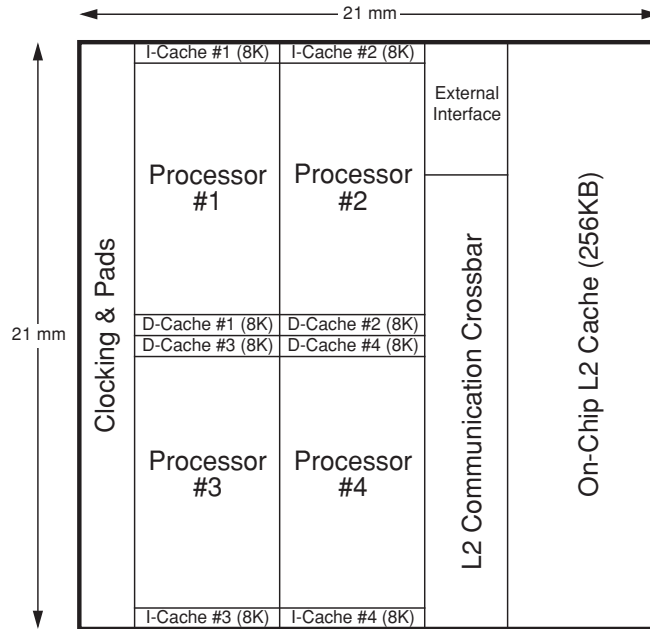 21 mm
I-Cache #1 (8K)
I-Cache #2 (8K)
External
Interface
Processor
#1
Processor
#2
21 mm
Clocking & Pads
D-Cache #1 (8K)
D-Cache #2 (8K)
D-Cache #3 (8K)
D-Cache #4 (8K)
L2 Communication Crossbar
On-Chip L2 Cache (256KB)
Processor
#3
Processor
#4
I-Cache #3 (8K)
I-Cache #4 (8K)